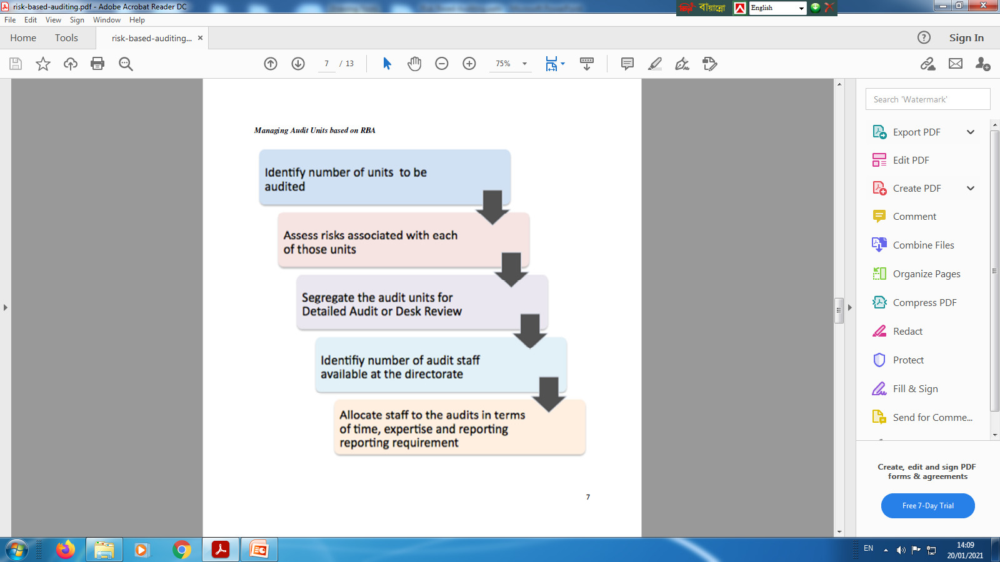 risk-based-auditing.pdf - Adobe Acrobat Reader DC
বায়ান্নো
English
File Edit View Sign Window Help
Home Tools risk-based-auditing... × Sign In
7 / 13 75%
Managing Audit Units based on RBA
Identify number of units to be
audited
Assess risks associated with each
of those units
Segregate the audit units for
Detailed Audit or Desk Review
Identifiy number of audit staff
available at the directorate
Allocate staff to the audits in terms
of time, expertise and reporting
reporting requirement
7
Search 'Watermark'
Export PDF
Edit PDF
Create PDF
Comment
Combine Files
Organize Pages
Compress PDF
Redact
Protect
Fill & Sign
Send for Comme...
Create, edit and sign PDF
forms & agreements
Free 7-Day Trial
EN
14:09
20/01/2021